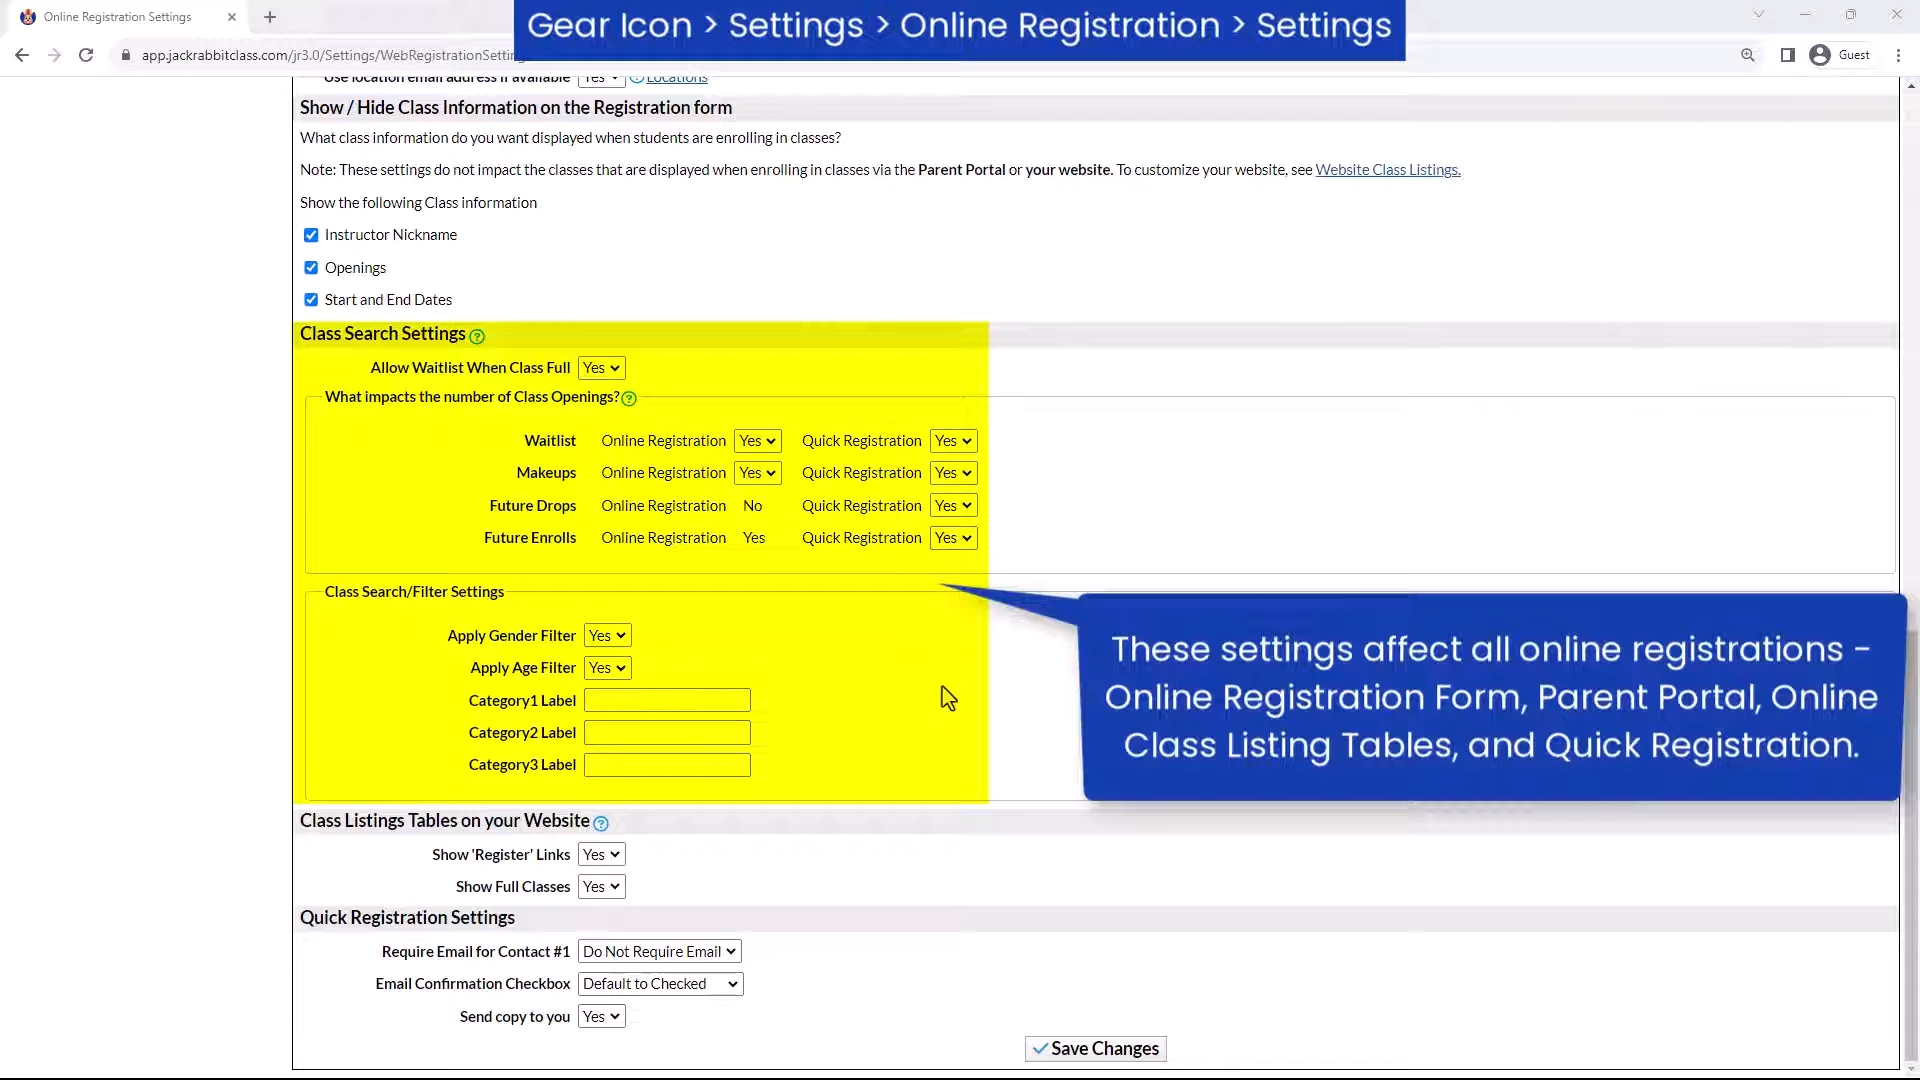 Online Registration Settings
Gear Icon > Settings > Online Registration > Settings
app.jackrabbitclass.com/jr3.0/Settings/WebRegistrationSetting
Guest
Use location email address if available Yes Locations
Show / Hide Class Information on the Registration form
What class information do you want displayed when students are enrolling in classes?
Note: These settings do not impact the classes that are displayed when enrolling in classes via the Parent Portal or your website. To customize your website, see Website Class Listings.
Show the following Class information
Instructor Nickname
Openings
Start and End Dates
Class Search Settings ?
Allow Waitlist When Class Full Yes
What impacts the number of Class Openings? ?
Waitlist Online Registration Yes Quick Registration Yes
Makeups Online Registration Yes Quick Registration Yes
Future Drops Online Registration No Quick Registration Yes
Future Enrolls Online Registration Yes Quick Registration Yes
Class Search/Filter Settings
Apply Gender Filter Yes
Apply Age Filter Yes
Category1 Label
Category2 Label
Category3 Label
These settings affect all online registrations -
Online Registration Form, Parent Portal, Online
Class Listing Tables, and Quick Registration.
Class Listings Tables on your Website ?
Show 'Register' Links Yes
Show Full Classes Yes
Quick Registration Settings
Require Email for Contact #1 Do Not Require Email
Email Confirmation Checkbox Default to Checked
Send copy to you Yes
Save Changes